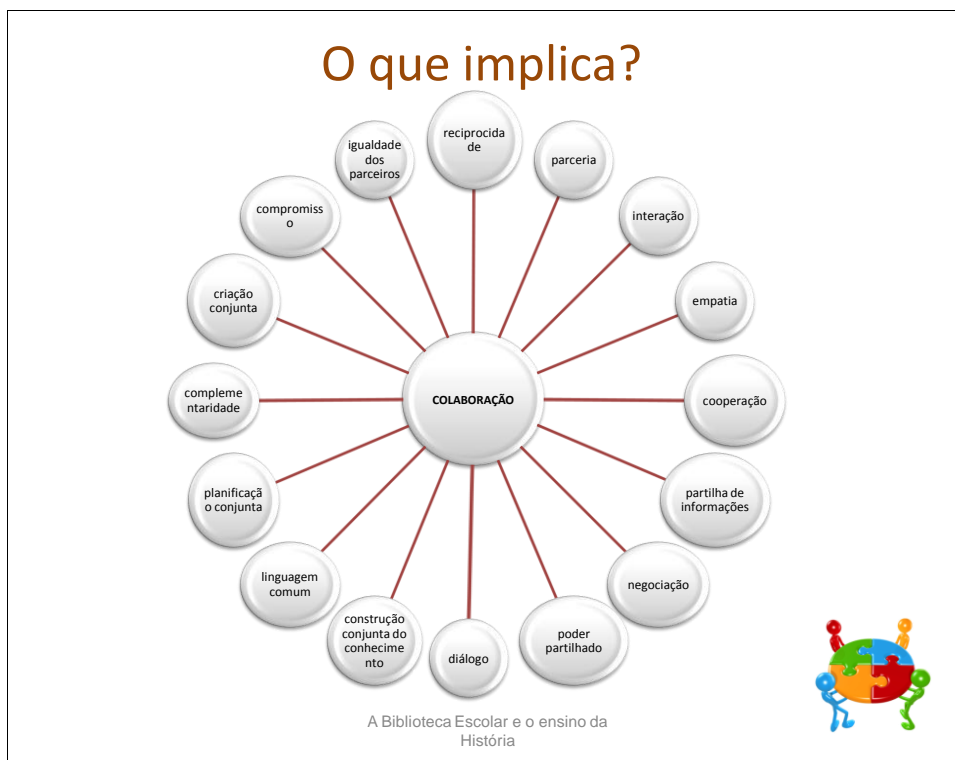 O que implica?
reciprocida
de
parceria
interação
empatia
cooperação
partilha de
informações
negociação
poder
partilhado
diálogo
construção
conjunta do
conhecime
nto
linguagem
comum
planificaçã
o conjunta
compleme
ntaridade
criação
conjunta
compromiss
o
igualdade
dos
parceiros
COLABORAÇÃO
A Biblioteca Escolar e o ensino da
História